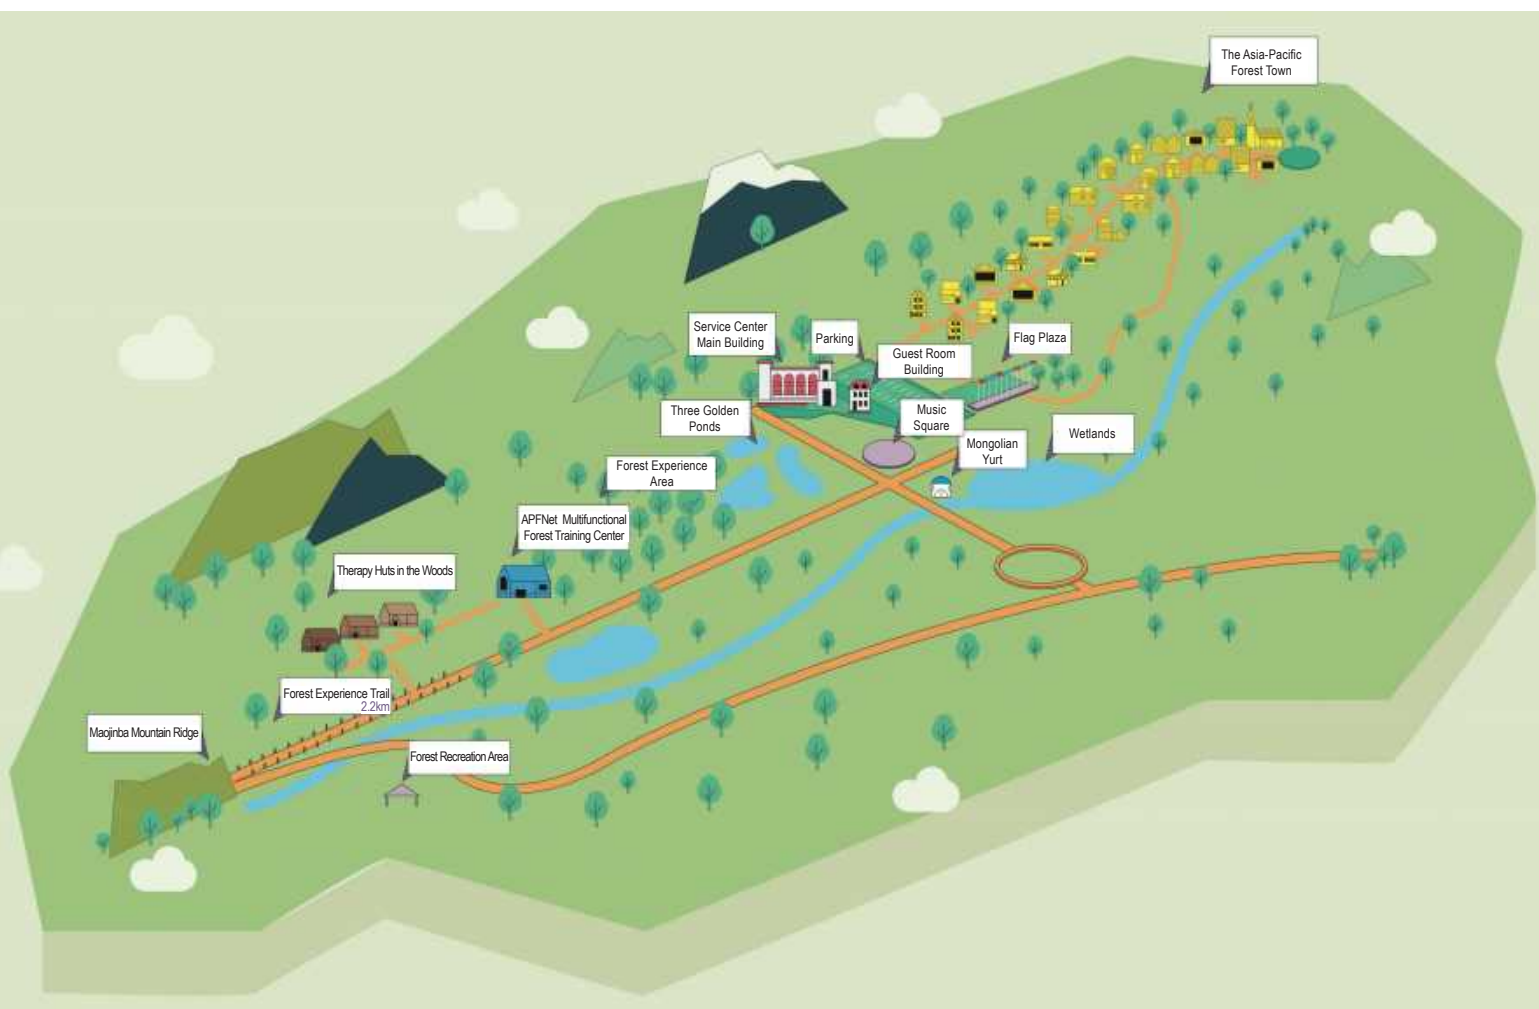 The Asia-Pacific
Forest Town
Service Center
Main Building
Parking
Flag Plaza
Guest Room
Building
Three Golden
Ponds
Music
Square
Wetlands
Mongolian
Yurt
Forest Experience
Area
APFNet Multifunctional
Forest Training Center
Therapy Huts in the Woods
Forest Experience Trail
2.2km
Maojinba Mountain Ridge
Forest Recreation Area